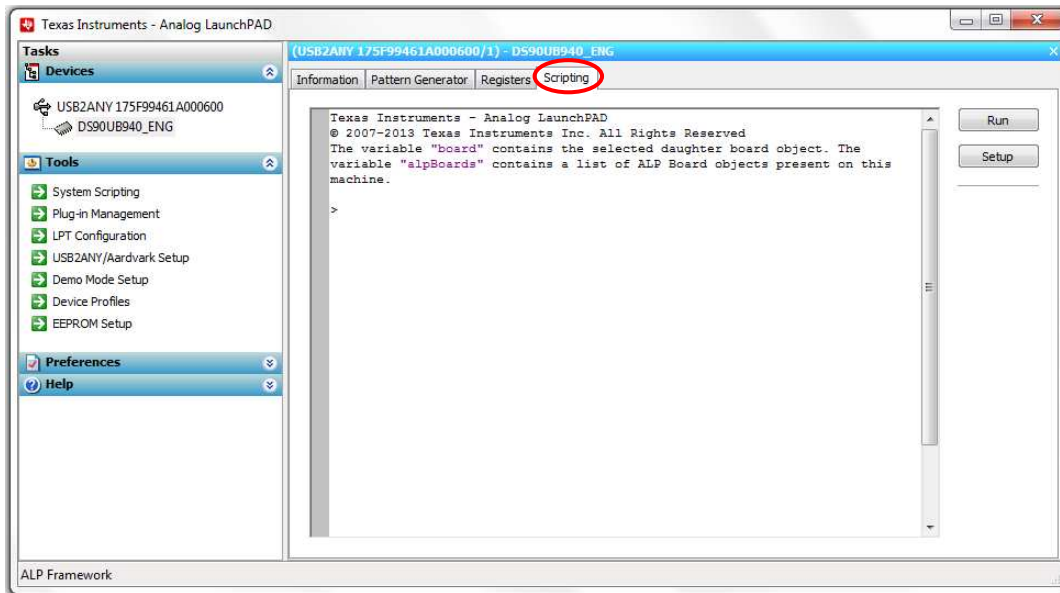 Texas Instruments - Analog LaunchPAD
Tasks
Devices
USB2ANY 175F99461A000600
DS90UB940_ENG
Tools
System Scripting
Plug-in Management
LPT Configuration
USB2ANY/Aardvark Setup
Demo Mode Setup
Device Profiles
EEPROM Setup
Preferences
Help
(USB2ANY 175F99461A000600/1) - DS90UB940_ENG
Information Pattern Generator Registers Scripting
Texas Instruments - Analog LaunchPAD
© 2007-2013 Texas Instruments Inc. All Rights Reserved
The variable "board" contains the selected daughter board object. The
variable "alpBoards" contains a list of ALP Board objects present on this
machine.
>
Run
Setup
ALP Framework